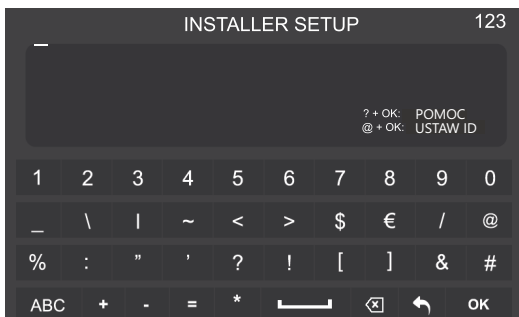 INSTALLER SETUP 123
? + OK: POMOC
@ + OK: USTAW ID
1 2 3 4 5 6 7 8 9 0
_ \ | ~ < > $ € / @
% : " ' ? ! [ ] & #
ABC + - = * OK